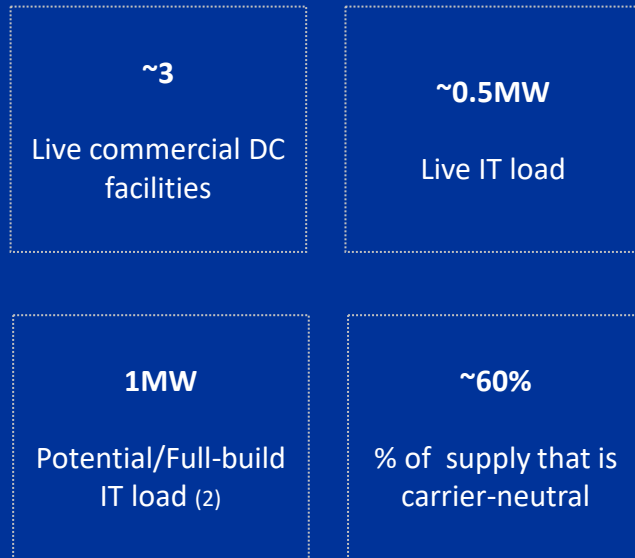 ~3
Live commercial DC
facilities
~0.5MW
Live IT load
1MW
Potential/Full-build
IT load (2)
~60%
% of supply that is
carrier-neutral